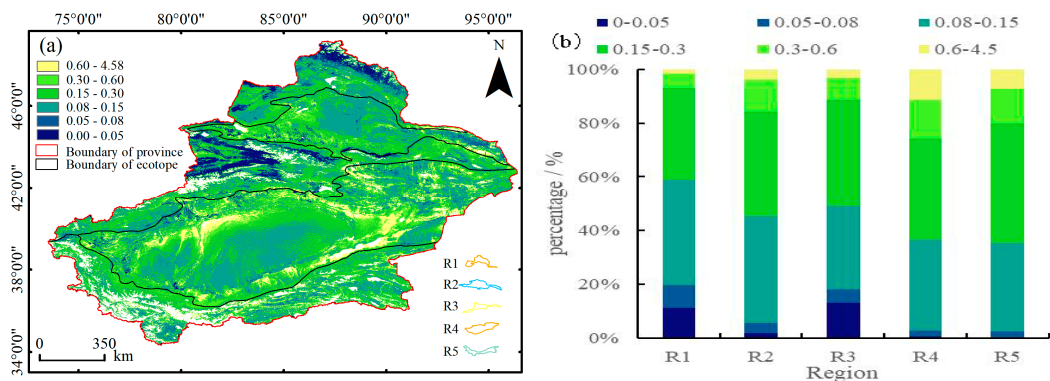 75°0'0" 80°0'0" 85°0'0" 90°0'0" 95°0'0"
(a)
N
0.60 - 4.58
0.30 - 0.60
0.15 - 0.30
0.08 - 0.15
0.05 - 0.08
0.00 - 0.05
Boundary of province
Boundary of ecotope
46°0'0"
42°0'0"
38°0'0"
34°0'0"
R1
R2
R3
R4
R5
0 350
km
(b)
0-0.05 0.05-0.08 0.08-0.15
0.15-0.3 0.3-0.6 0.6-4.5
percentage / %
100%
80%
60%
40%
20%
0%
R1 R2 R3 R4 R5
Region